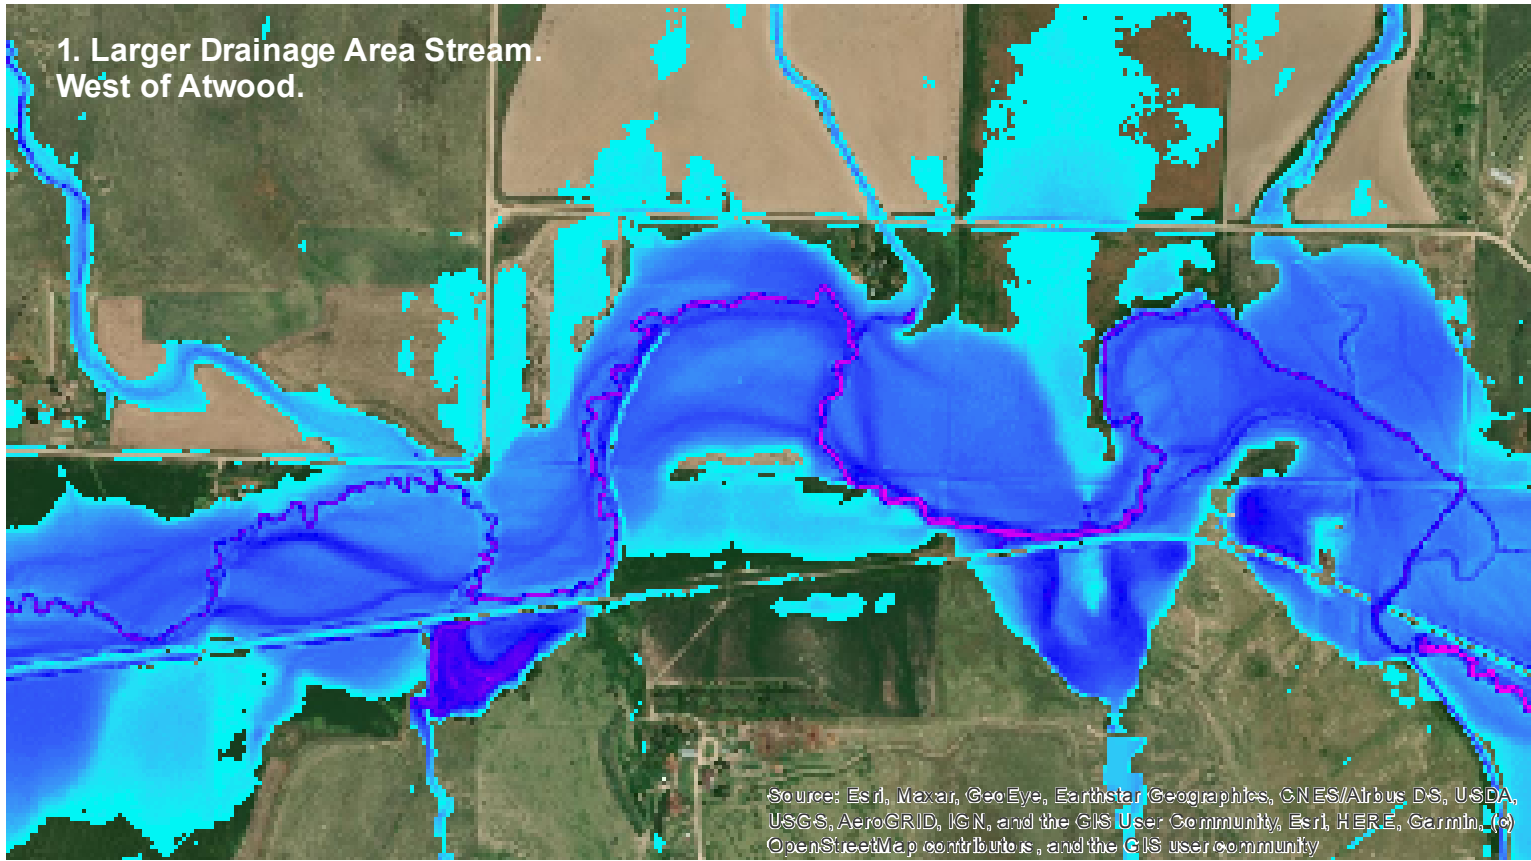 1. Larger Drainage Area Stream.
West of Atwood.
Source: Esri, Maxar, GeoEye, Earthstar Geographics, CNES/Airbus DS, USDA,
USGS, AeroGRID, IGN, and the GIS User Community, Esri, HERE, Garmin, (c)
OpenStreetMap contributors, and the GIS user community